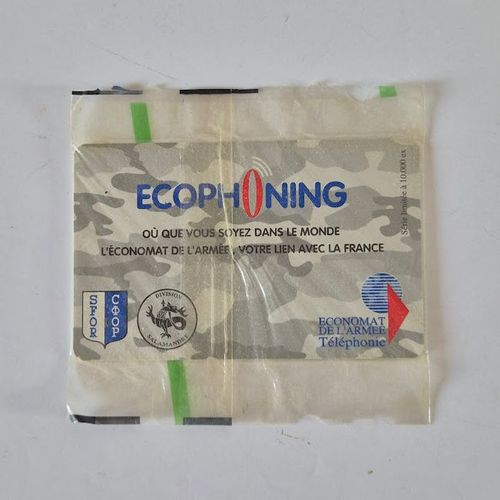 ECOPHONING
OÙ QUE VOUS SOYEZ DANS LE MONDE
L'ÉCONOMAT DE L'ARMÉE, VOTRE LIEN AVEC LA FRANCE
Série limitée à 10.000 ex
SFOR
СФОР
DIVISION
SALAMANDRE
ECONOMAT
DE L'ARMEE
Téléphonie